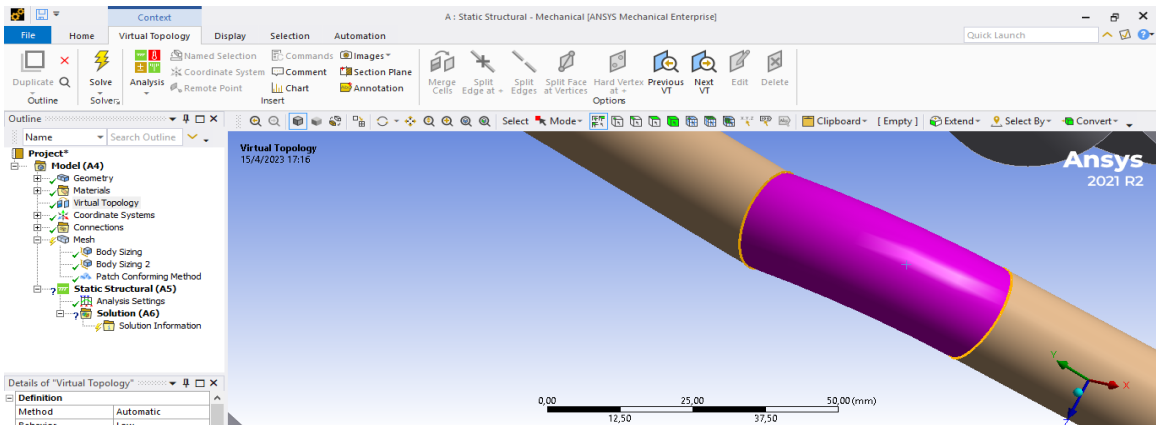 Context
A : Static Structural - Mechanical [ANSYS Mechanical Enterprise]
File Home Virtual Topology Display Selection Automation
Quick Launch
Duplicate
Outline
Solve
Solver
Analysis
Named Selection
Coordinate System
Remote Point
Commands
Comment
Chart
Images
Section Plane
Annotation
Insert
Merge Cells
Split Edge at +
Split Edges
Split Face at Vertices
Hard Vertex at +
Previous VT
Next VT
Edit
Delete
Options
Outline
Name Search Outline
Select Mode Clipboard [ Empty ] Extend Select By Convert
Project*
Model (A4)
Geometry
Materials
Virtual Topology
Coordinate Systems
Connections
Mesh
Body Sizing
Body Sizing 2
Patch Conforming Method
Static Structural (A5)
Analysis Settings
Solution (A6)
Solution Information
Details of "Virtual Topology"
Definition
Method Automatic
Behavior Low
Virtual Topology
15/4/2023 17:16
Ansys
2021 R2
0,00 25,00 50,00 (mm)
12,50 37,50
Y
X